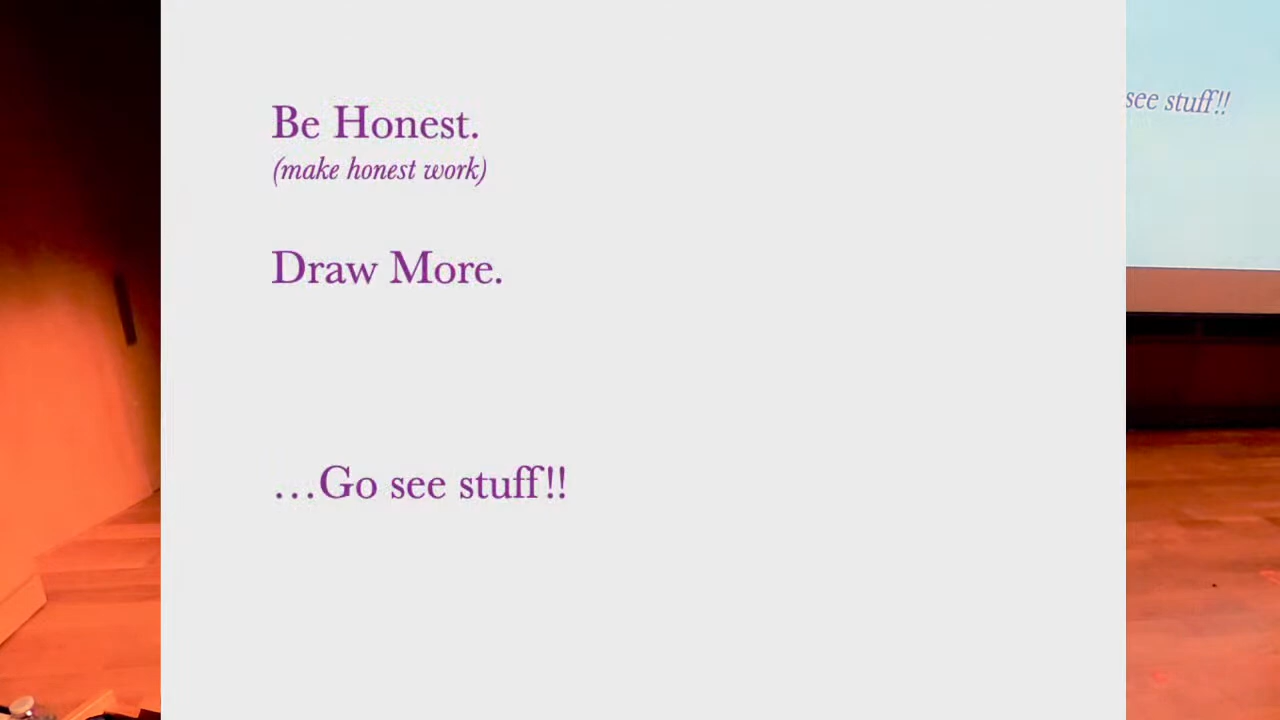 Be Honest.
(make honest work)
Draw More.
…Go see stuff!!
see stuff!!